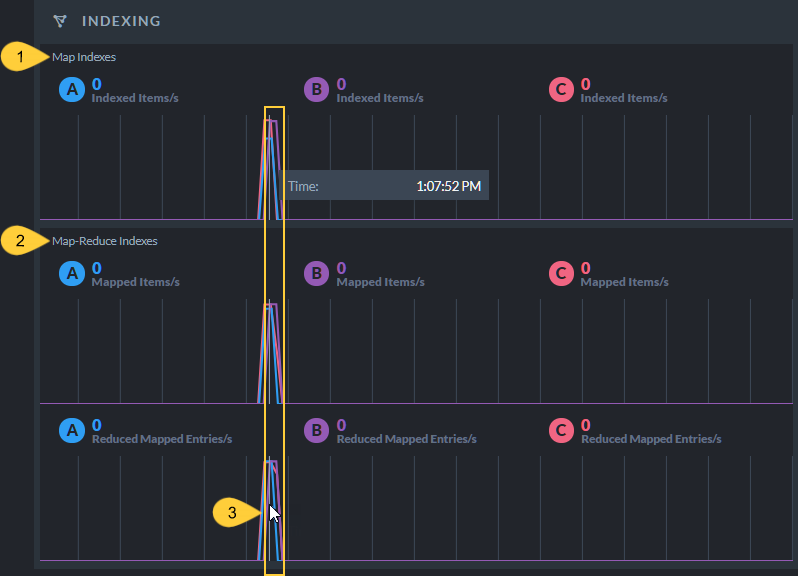 INDEXING
1
Map Indexes
A 0 B 0 C 0
Indexed Items/s Indexed Items/s Indexed Items/s
Time: 1:07:52 PM
2
Map-Reduce Indexes
A 0 B 0 C 0
Mapped Items/s Mapped Items/s Mapped Items/s
A 0 B 0 C 0
Reduced Mapped Entries/s Reduced Mapped Entries/s Reduced Mapped Entries/s
3